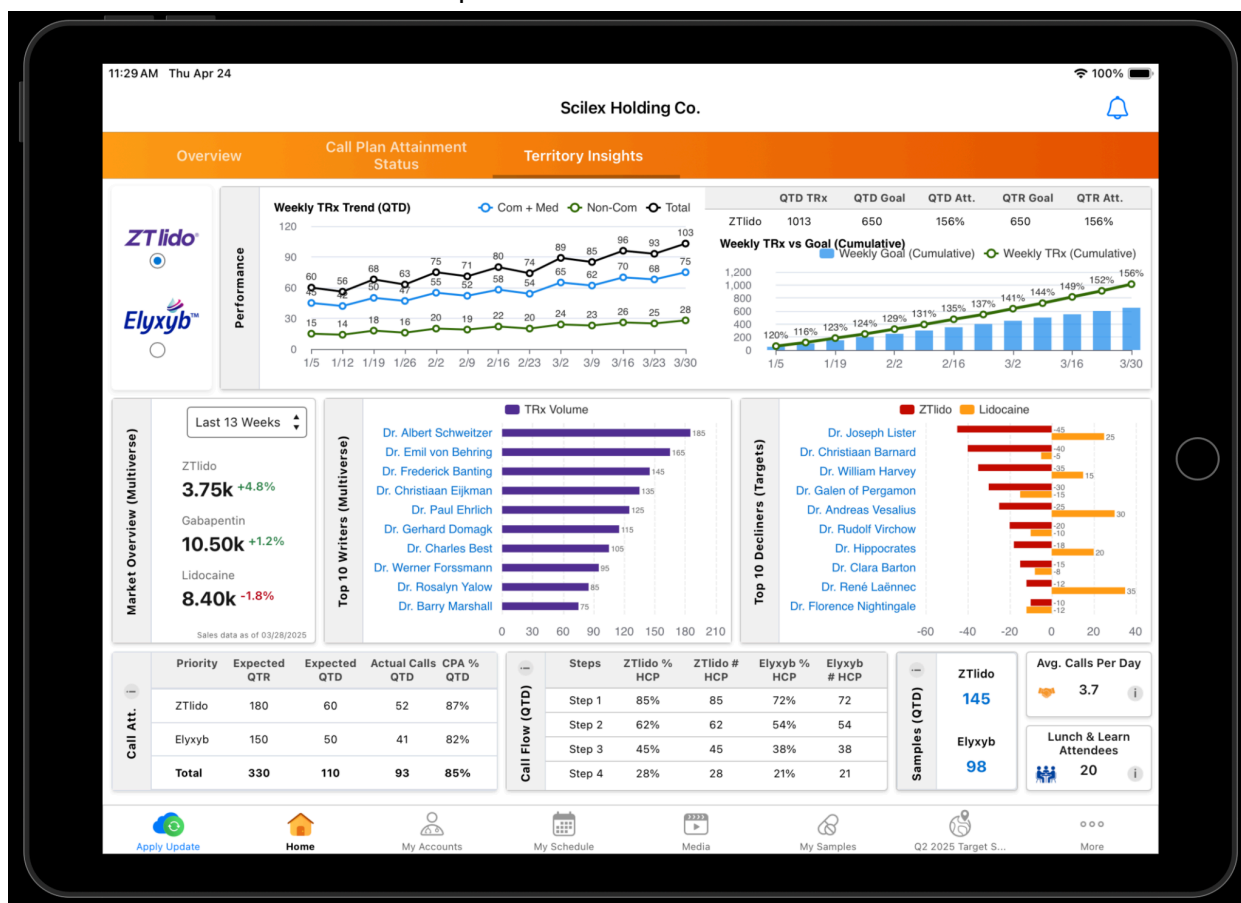 11:29 AM Thu Apr 24
100%
Scilex Holding Co.
Overview
Call Plan Attainment
Status
Territory Insights
ZTlido
Elyxyb™
Performance
Weekly TRx Trend (QTD)
Com + Med Non-Com Total
120
90
60
30
0
60 56 68 63 75 71 80 74 89 85 96 93 103
45 42 50 47 55 52 58 54 65 62 70 68 75
15 14 18 16 20 19 22 20 24 23 26 25 28
1/5 1/12 1/19 1/26 2/2 2/9 2/16 2/23 3/2 3/9 3/16 3/23 3/30
QTD TRx QTD Goal QTD Att. QTR Goal QTR Att.
ZTlido 1013 650 156% 650 156%
Weekly TRx vs Goal (Cumulative)
Weekly Goal (Cumulative) Weekly TRx (Cumulative)
1,200
1,000
800
600
400
200
0
120% 116% 123% 124% 129% 131% 135% 137% 141% 144% 149% 152% 156%
1/5 1/19 2/2 2/16 3/2 3/16 3/30
Market Overview (Multiverse)
Last 13 Weeks
ZTlido
3.75k +4.8%
Gabapentin
10.50k +1.2%
Lidocaine
8.40k -1.8%
Sales data as of 03/28/2025
Top 10 Writers (Multiverse)
TRx Volume
Dr. Albert Schweitzer 185
Dr. Emil von Behring 165
Dr. Frederick Banting 145
Dr. Christiaan Eijkman 135
Dr. Paul Ehrlich 125
Dr. Gerhard Domagk 115
Dr. Charles Best 105
Dr. Werner Forssmann 95
Dr. Rosalyn Yalow 85
Dr. Barry Marshall 75
0 30 60 90 120 150 180 210
Top 10 Decliners (Targets)
ZTlido Lidocaine
Dr. Joseph Lister -45 25
Dr. Christian Barnard -40 -5
Dr. William Harvey -35 15
Dr. Galen of Pergamon -30 -15
Dr. Andreas Vesalius -25 30
Dr. Rudolf Virchow -20 -10
Dr. Hippocrates -18 20
Dr. Clara Barton -15 -8
Dr. René Laënnec -12 35
Dr. Florence Nightingale -10 -12
-60 -40 -20 0 20 40
Call Att.
Priority Expected Expected Actual Calls CPA %
QTR QTD QTD QTD
ZTlido 180 60 52 87%
Elyxyb 150 50 41 82%
Total 330 110 93 85%
Call Flow (QTD)
Steps ZTlido % ZTlido # Elyxyb % Elyxyb
HCP HCP HCP # HCP
Step 1 85% 85 72% 72
Step 2 62% 62 54% 54
Step 3 45% 45 38% 38
Step 4 28% 28 21% 21
Samples (QTD)
ZTlido
145
Elyxyb
98
Avg. Calls Per Day
3.7
Lunch & Learn
Attendees
20
Apply Update
Home
My Accounts
My Schedule
Media
My Samples
Q2 2025 Target S...
More